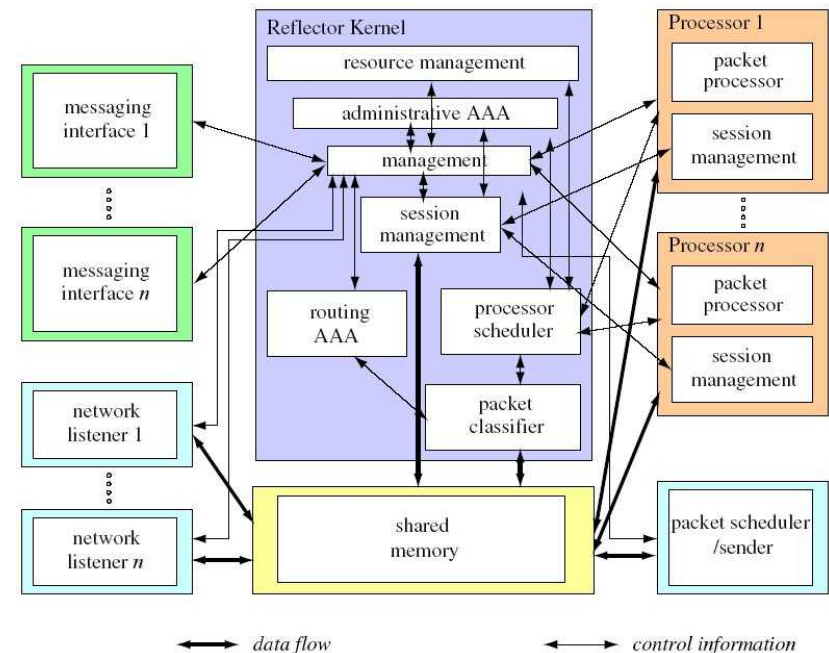 Reflector Kernel
resource management
administrative AAA
management
session
management
routing
AAA
processor
scheduler
packet
classifier
messaging
interface 1
messaging
interface n
network
listener 1
network
listener n
shared
memory
Processor 1
packet
processor
session
management
Processor n
packet
processor
session
management
packet scheduler
/sender
data flow
control information